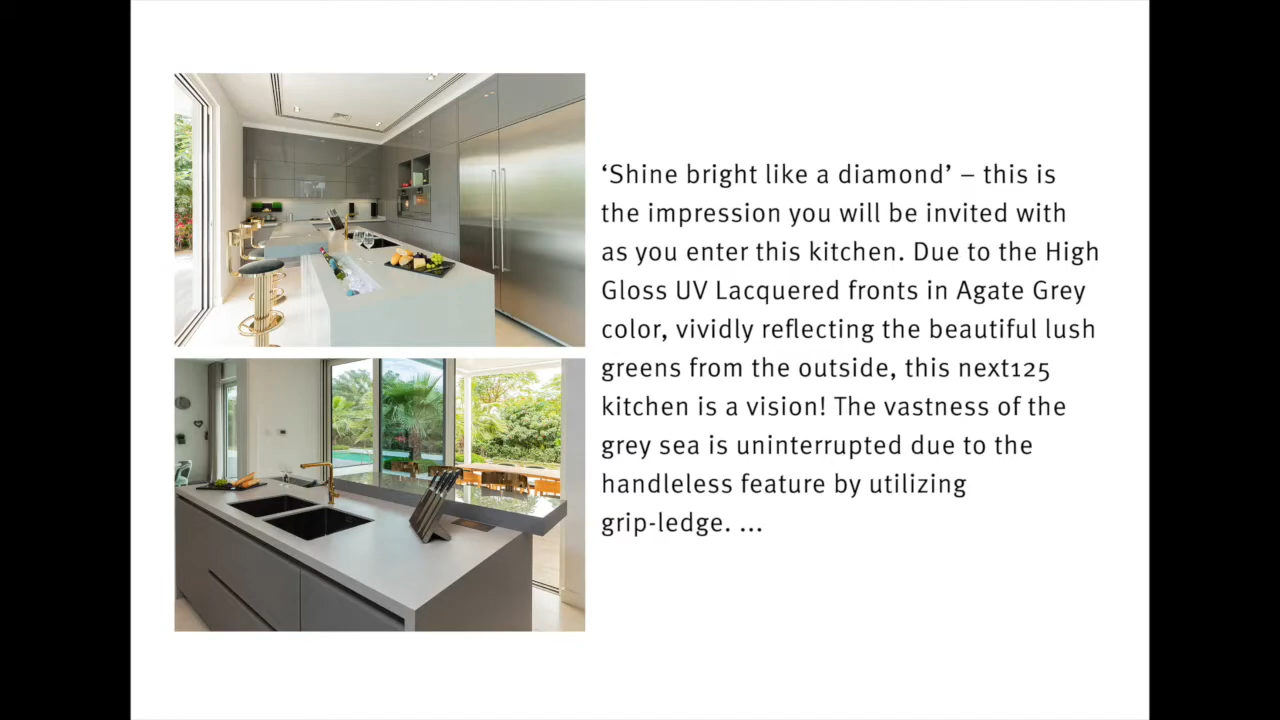 ‘Shine bright like a diamond’ – this is
the impression you will be invited with
as you enter this kitchen. Due to the High
Gloss UV Lacquered fronts in Agate Grey
color, vividly reflecting the beautiful lush
greens from the outside, this next125
kitchen is a vision! The vastness of the
grey sea is uninterrupted due to the
handleless feature by utilizing
grip-ledge. ...